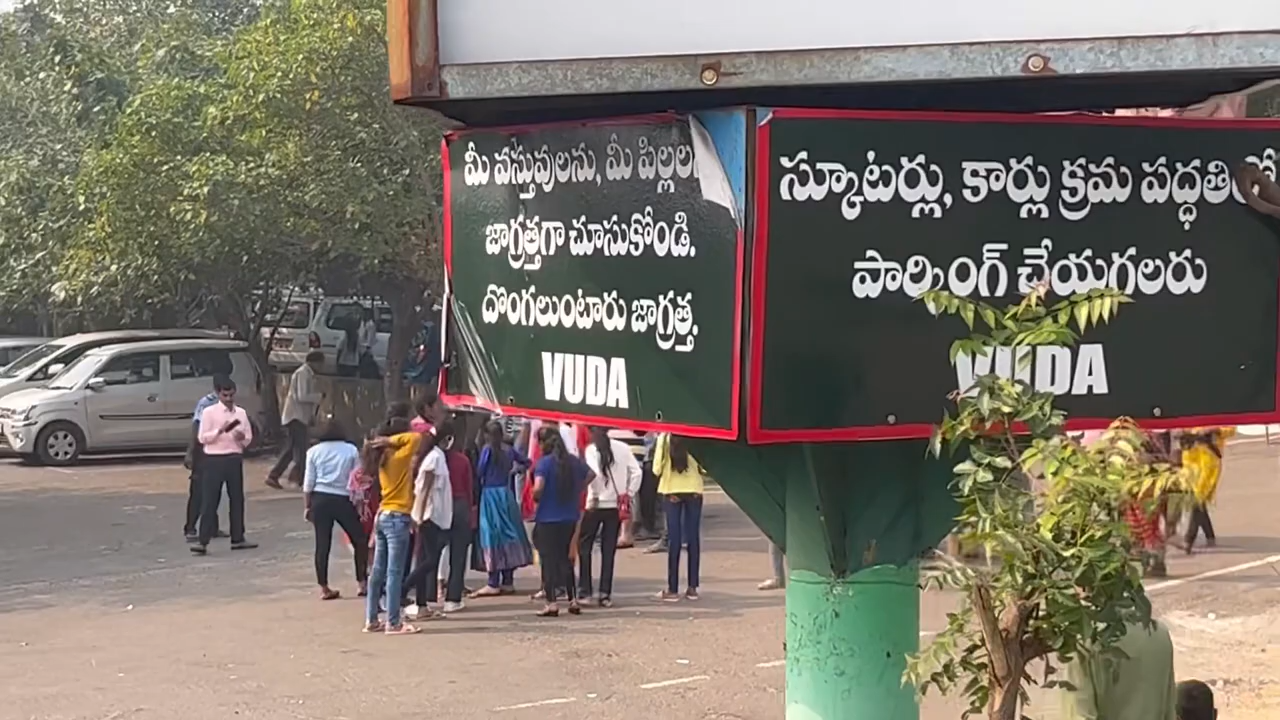 మీ వస్తువులను, మీ పిల్లల
జాగ్రత్తగా చూసుకోండి.
దొంగలుంటారు జాగ్రత్త.
VUDA
స్కూటర్లు, కార్లు క్రమ పద్ధతిలో
పార్కింగ్ చేయగలరు
VUDA